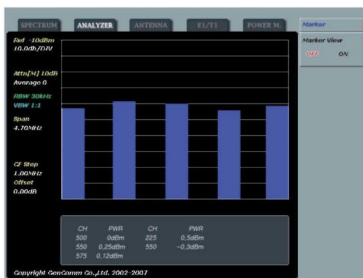 SPECTRUM ANALYZER ANTENNA E1/T1 POWER M.
Marker
Ref -10dBm
10.0db/DIV
Marker View
OFF ON
Attn[M] 10dB
Average 0
RBW 30kHz
VBW 1:1
Span
4.70MHz
CF Step
1.00MHz
Offset
0.00dB
CH PWR CH PWR
500 0dBm 225 0,5dBm
550 0,25dBm 550 -0,3dBm
575 0,12dBm
Copyright GenComm Co.,Ltd. 2002-2007